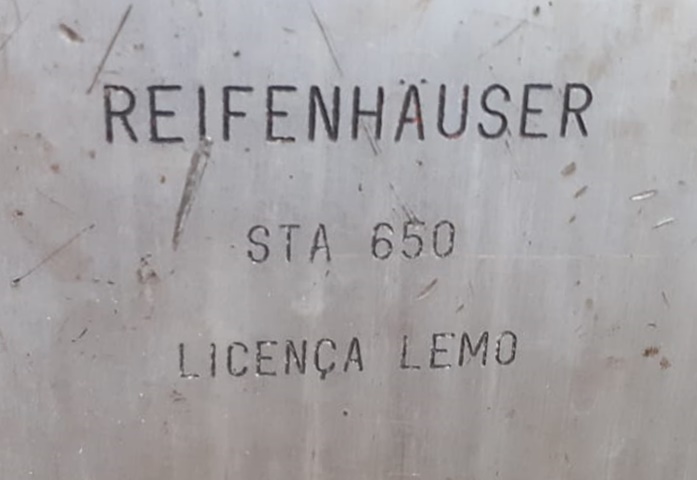 REIFENHÄUSER
STA 650
LICENÇA LEMO